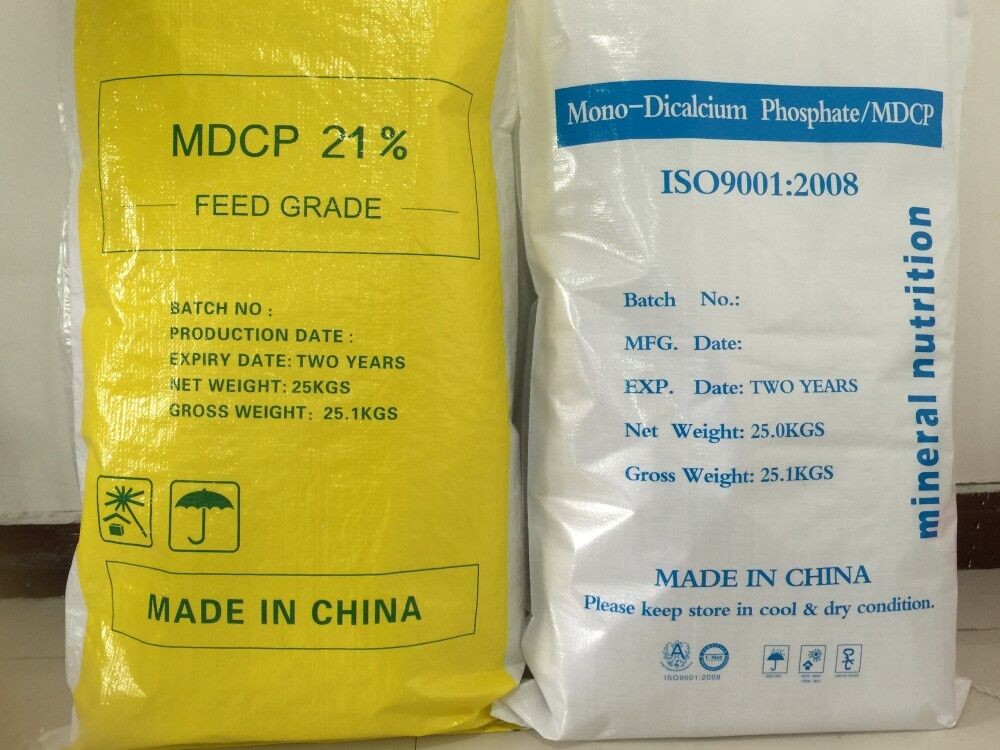 MDCP 21%
FEED GRADE
BATCH NO :
PRODUCTION DATE :
EXPIRY DATE: TWO YEARS
NET WEIGHT: 25KGS
GROSS WEIGHT: 25.1KGS
MADE IN CHINA
Mono-Dicalcium Phosphate/MDCP
ISO9001:2008
Batch No.:
MFG. Date:
EXP. Date: TWO YEARS
Net Weight: 25.0KGS
Gross Weight: 25.1KGS
mineral nutrition
MADE IN CHINA
Please keep store in cool & dry condition.
ISO9001:2008